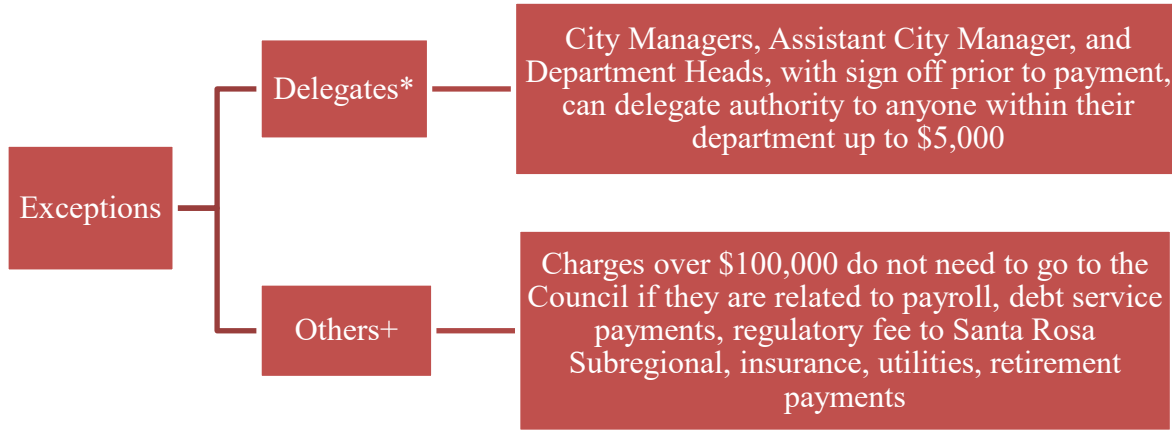 Exceptions
Delegates*
City Managers, Assistant City Manager, and
Department Heads, with sign off prior to payment,
can delegate authority to anyone within their
department up to $5,000
Others+
Charges over $100,000 do not need to go to the
Council if they are related to payroll, debt service
payments, regulatory fee to Santa Rosa
Subregional, insurance, utilities, retirement
payments